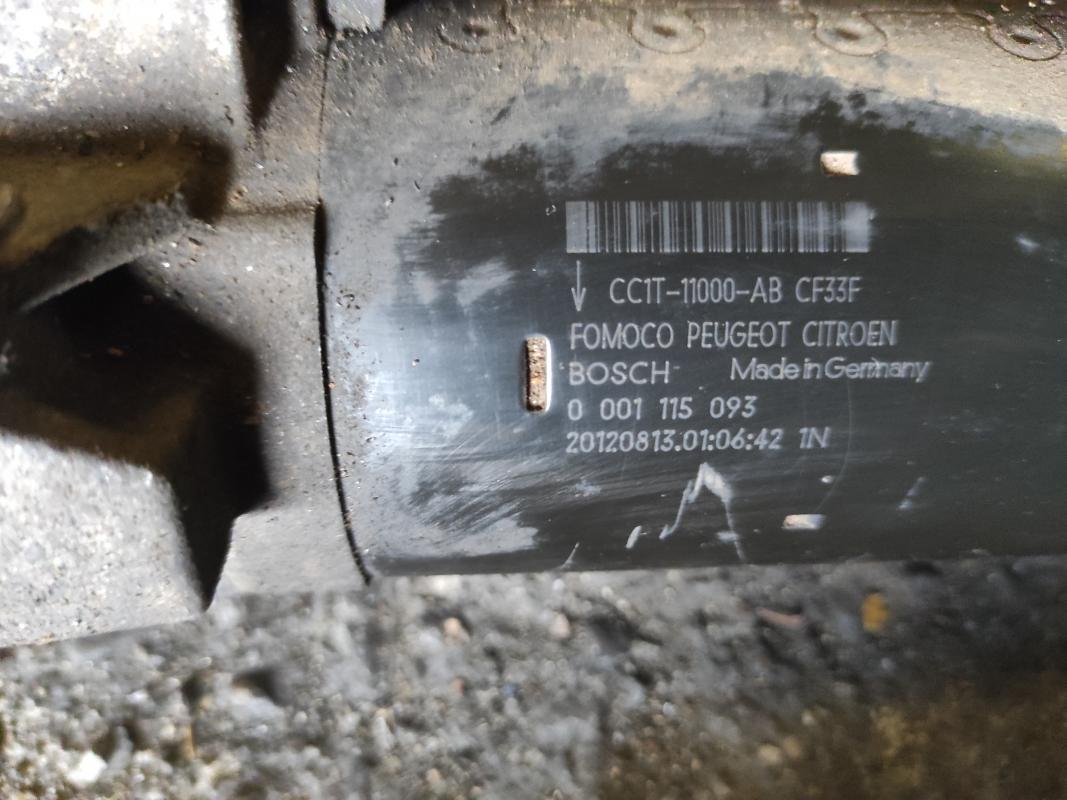 CC1T-11000-AB CF33F
FOMOCO PEUGEOT CITROEN
BOSCH Made in Germany
0 001 115 093
20120813.01:06:42 1N